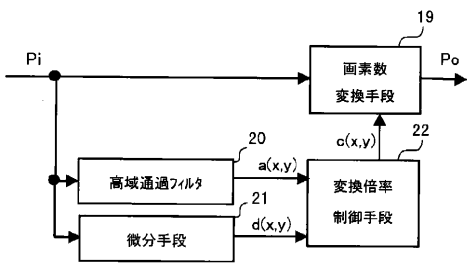 19
Pi
画素数
変換手段
Po
20
c(x,y)
22
高域通過フィルタ
a(x,y)
変換倍率
制御手段
21
微分手段
d(x,y)